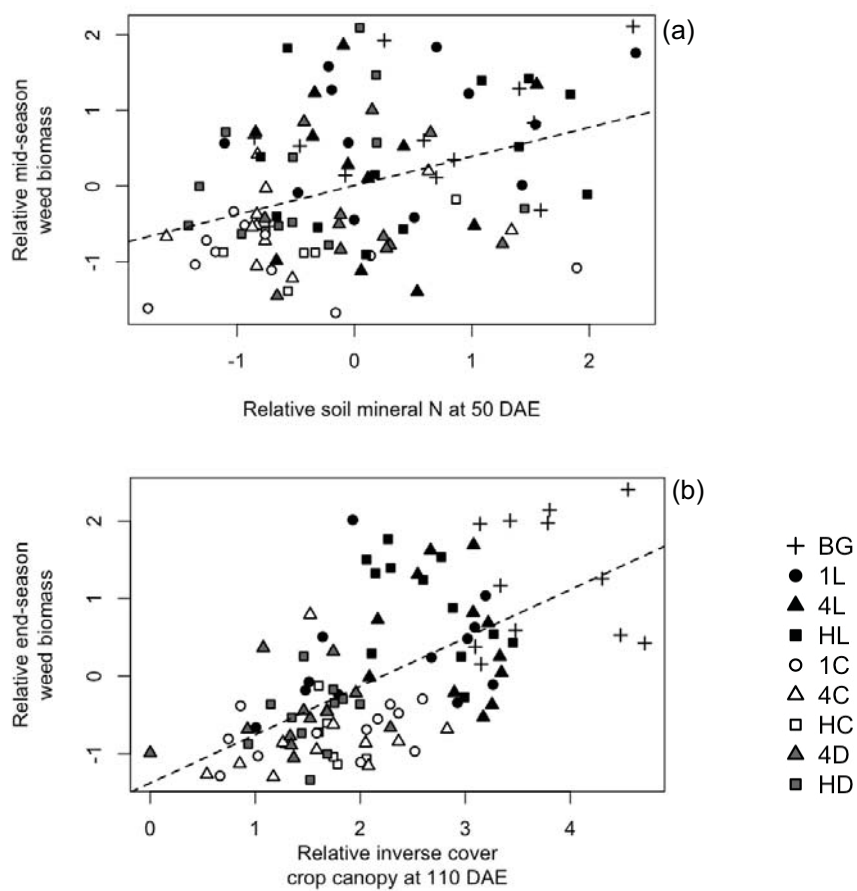 (a)
Relative mid-season
weed biomass
2
1
0
-1
-1 0 1 2
Relative soil mineral N at 50 DAE
(b)
Relative end-season
weed biomass
2
1
0
-1
0 1 2 3 4
Relative inverse cover
crop canopy at 110 DAE
BG
1L
4L
HL
1C
4C
HC
4D
HD